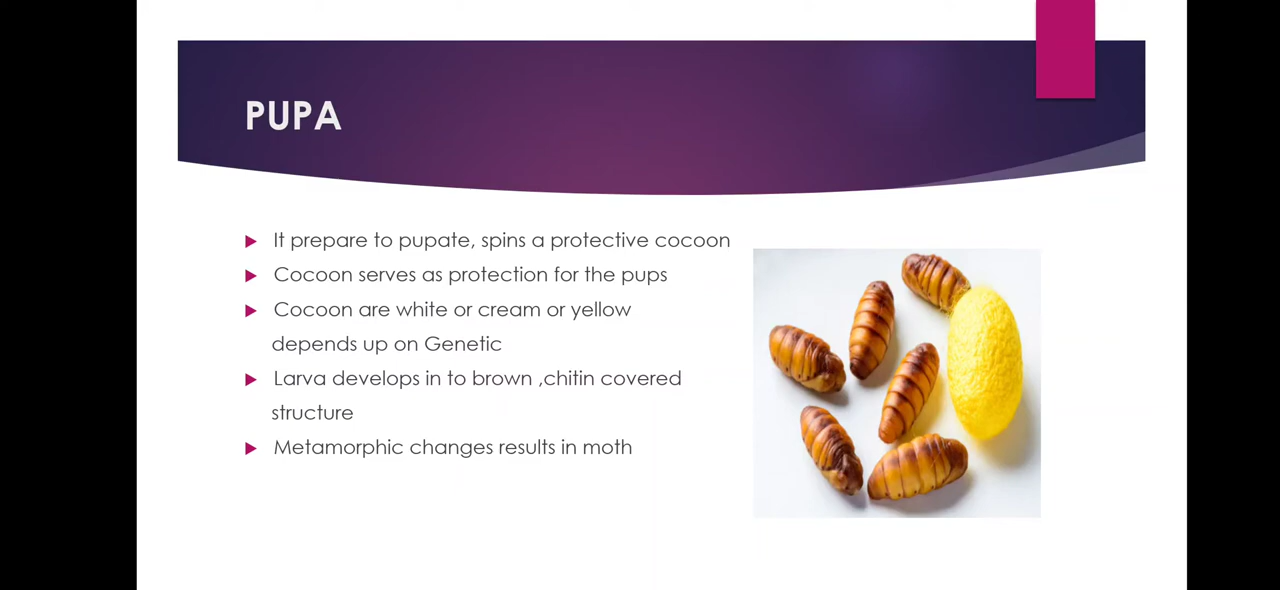 PUPA
It prepare to pupate, spins a protective cocoon
Cocoon serves as protection for the pups
Cocoon are white or cream or yellow
depends up on Genetic
Larva develops in to brown ,chitin covered
structure
Metamorphic changes results in moth